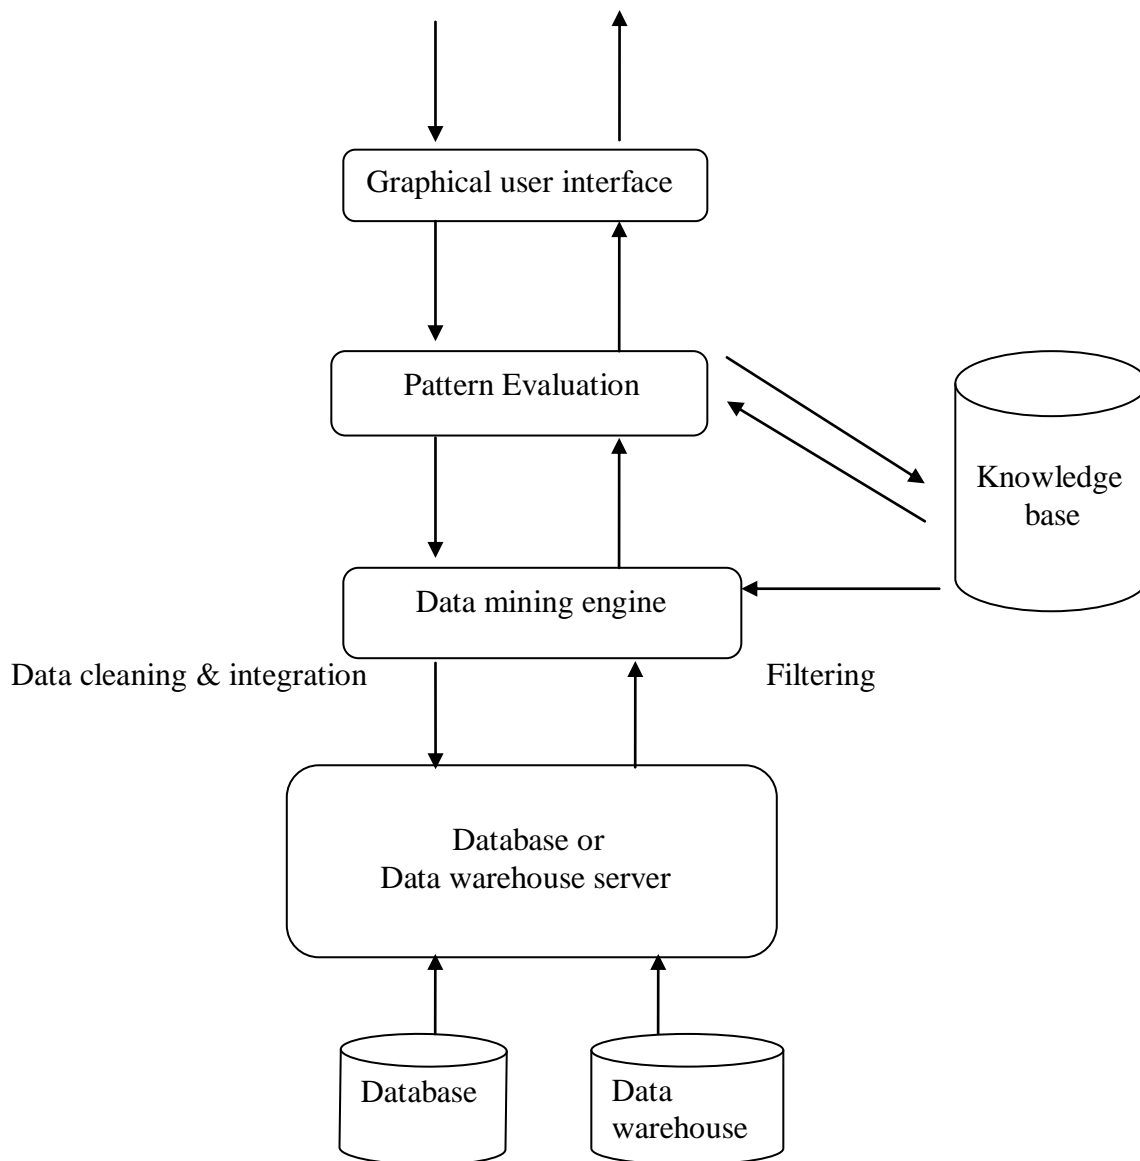 Graphical user interface
Pattern Evaluation
Knowledge
base
Data mining engine
Data cleaning & integration
Filtering
Database or
Data warehouse server
Database
Data
warehouse